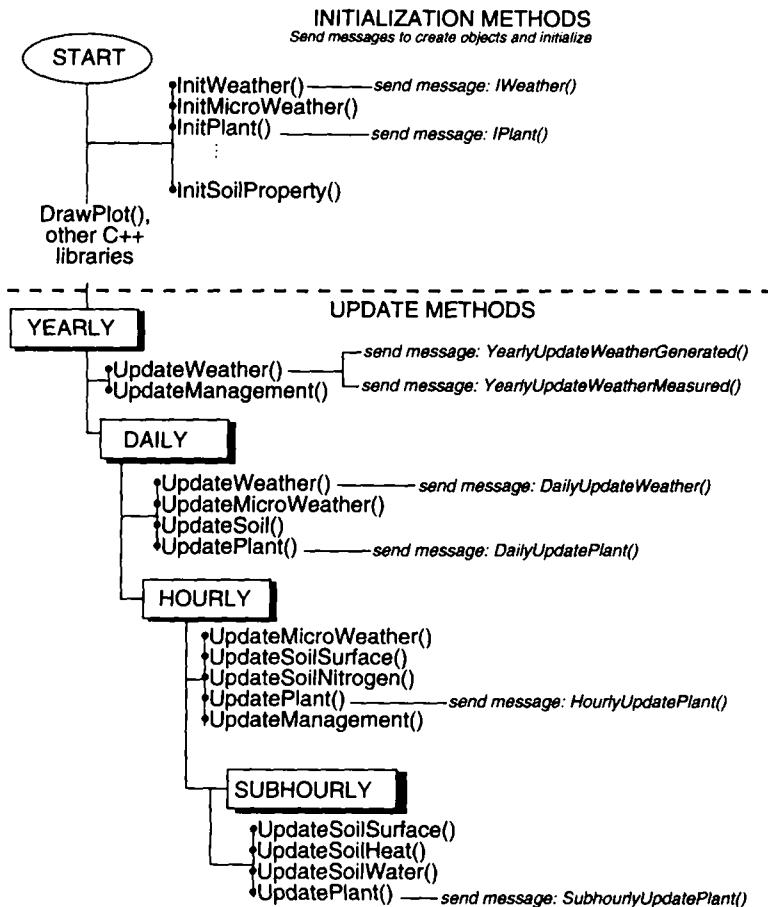 INITIALIZATION METHODS
Send messages to create objects and initialize
START
InitWeather() send message: IWeather()
InitMicroWeather()
InitPlant() send message: IPlant()
⋮
InitSoilProperty()
DrawPlot(),
other C++
libraries
UPDATE METHODS
YEARLY
send message: YearlyUpdateWeatherGenerated()
UpdateWeather()
UpdateManagement() send message: YearlyUpdateWeatherMeasured()
DAILY
UpdateWeather() send message: DailyUpdateWeather()
UpdateMicroWeather()
UpdateSoil()
UpdatePlant() send message: DailyUpdatePlant()
HOURLY
UpdateMicroWeather()
UpdateSoilSurface()
UpdateSoilNitrogen()
UpdatePlant() send message: HourlyUpdatePlant()
UpdateManagement()
SUBHOURLY
UpdateSoilSurface()
UpdateSoilHeat()
UpdateSoilWater()
UpdatePlant() send message: SubhourlyUpdatePlant()